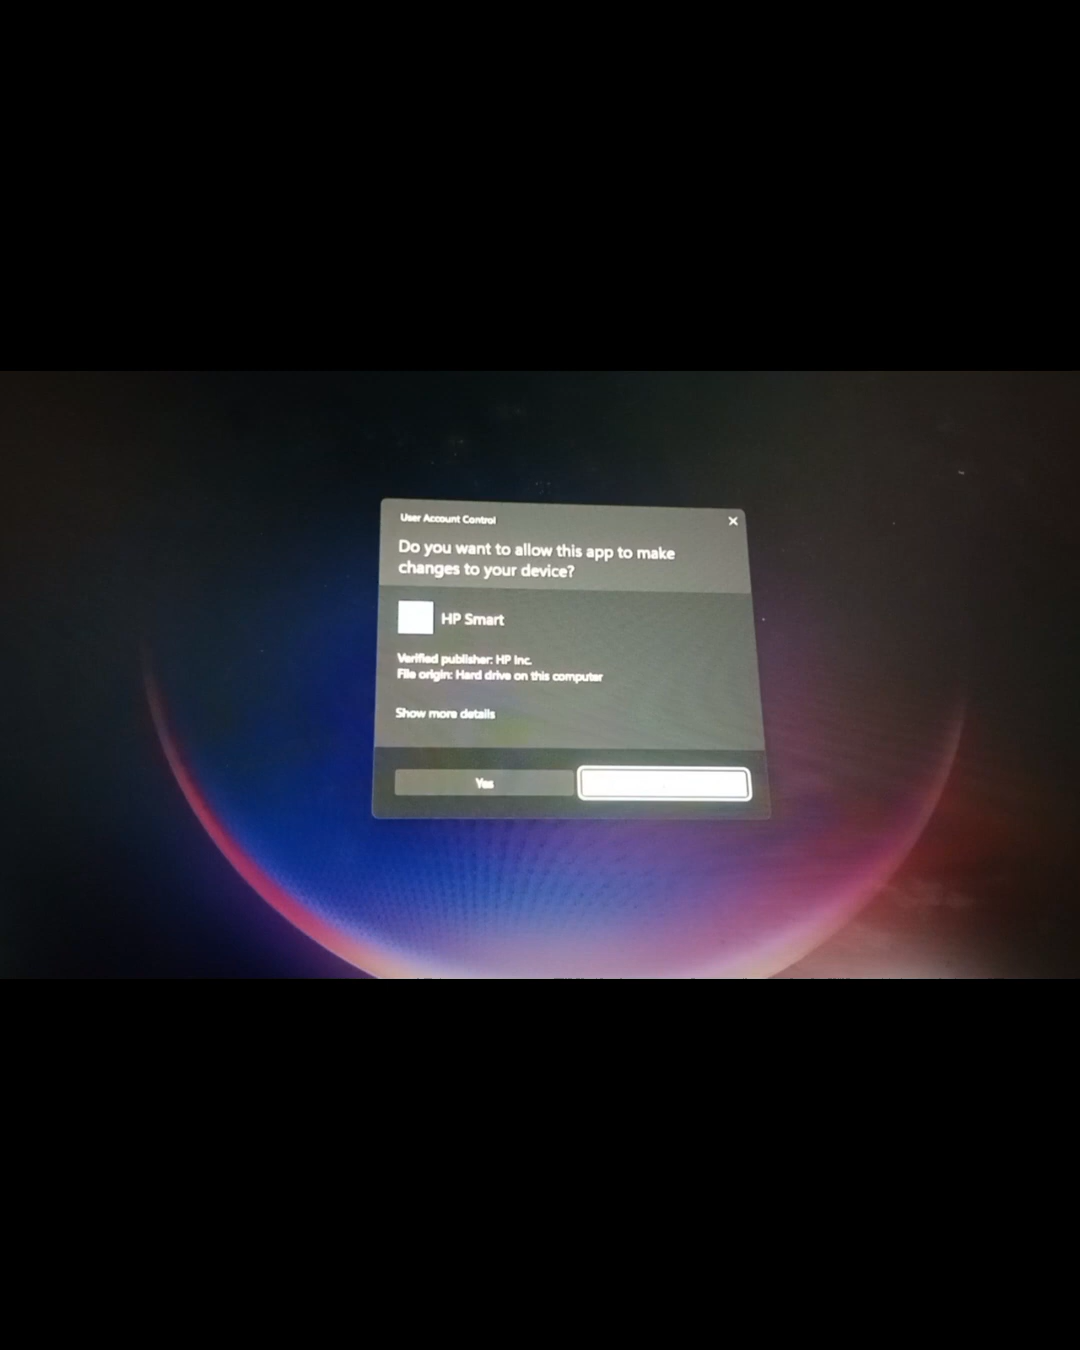 User Account Control
Do you want to allow this app to make
changes to your device?
HP Smart
Verified publisher: HP Inc.
File origin: Hard drive on this computer
Show more details
Yes